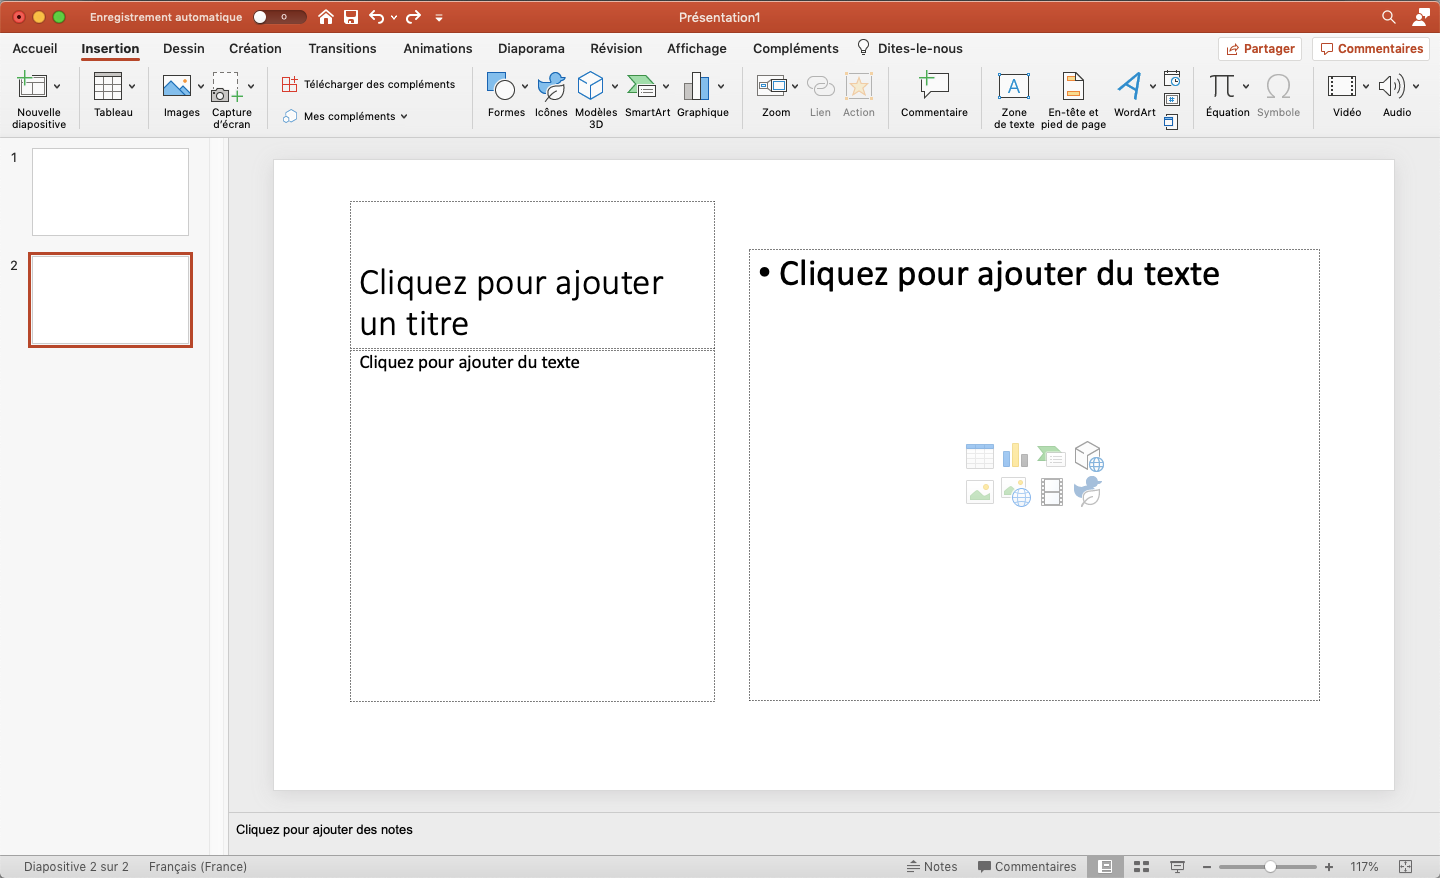 Enregistrement automatique
Présentation1
Accueil Insertion Dessin Création Transitions Animations Diaporama Révision Affichage Compléments Dites-le-nous Partager Commentaires
Nouvelle diapositive
Tableau
Images
Capture d'écran
Télécharger des compléments
Mes compléments
Formes
Icônes
Modèles 3D
SmartArt
Graphique
Zoom
Lien
Action
Commentaire
A
Zone de texte
En-tête et pied de page
WordArt
Équation
Symbole
Vidéo
Audio
1
2
Cliquez pour ajouter
un titre
Cliquez pour ajouter du texte
• Cliquez pour ajouter du texte
Cliquez pour ajouter des notes
Diapositive 2 sur 2 Français (France) Notes Commentaires 117%